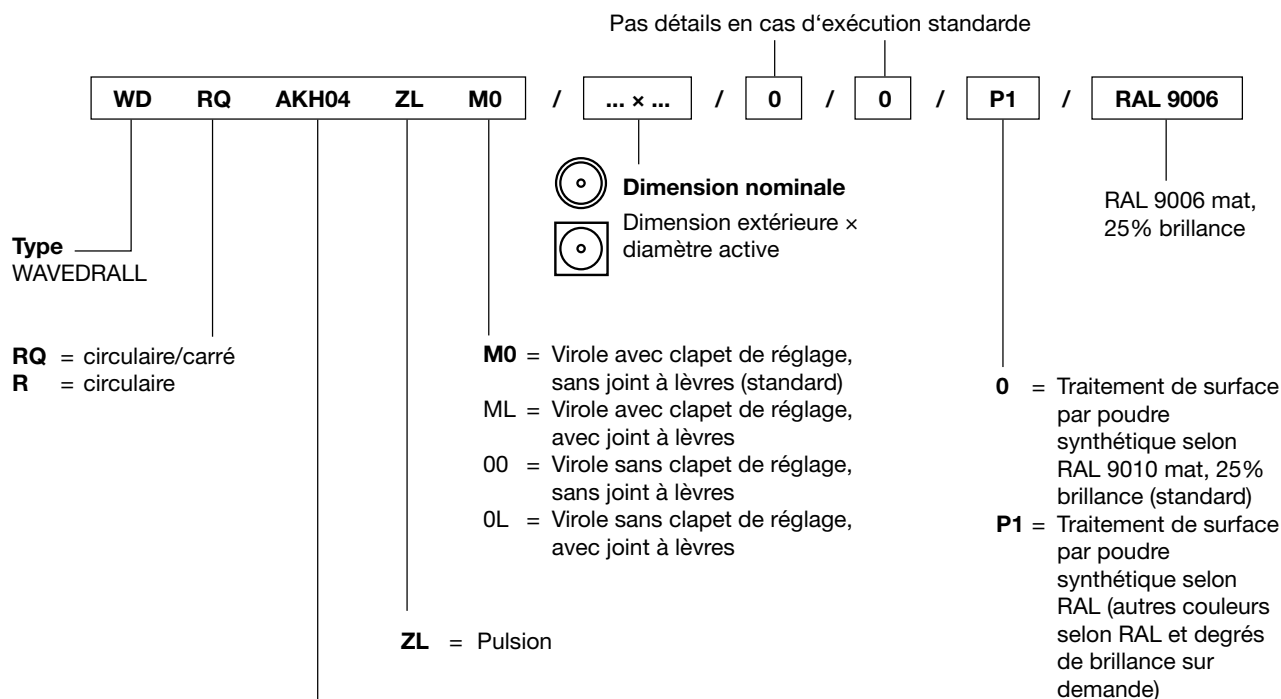 Pas détails en cas d‘exécution standarde
WD RQ AKH04 ZL M0 / ... × ... / 0 / 0 / P1 / RAL 9006
Dimension nominale
Dimension extérieure ×
diamètre active
RAL 9006 mat,
25% brillance
Type
WAVEDRALL
RQ = circulaire/carré
R = circulaire
M0 = Virole avec clapet de réglage,
sans joint à lèvres (standard)
ML = Virole avec clapet de réglage,
avec joint à lèvres
00 = Virole sans clapet de réglage,
sans joint à lèvres
0L = Virole sans clapet de réglage,
avec joint à lèvres
0 = Traitement de surface
par poudre
synthétique selon
RAL 9010 mat, 25%
brillance (standard)
P1 = Traitement de surface
par poudre
synthétique selon
RAL (autres couleurs
selon RAL et degrés
de brillance sur
demande)
ZL = Pulsion